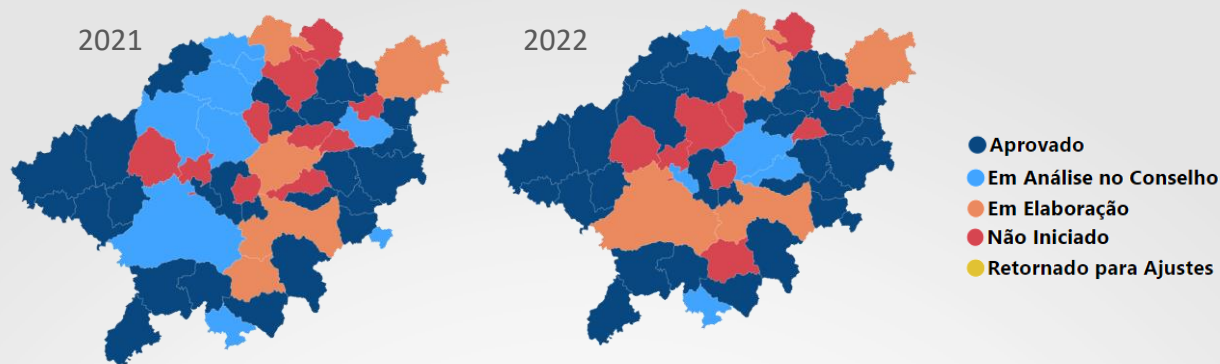 2021
2022
Aprovado
Em Análise no Conselho
Em Elaboração
Não Iniciado
Retornado para Ajustes